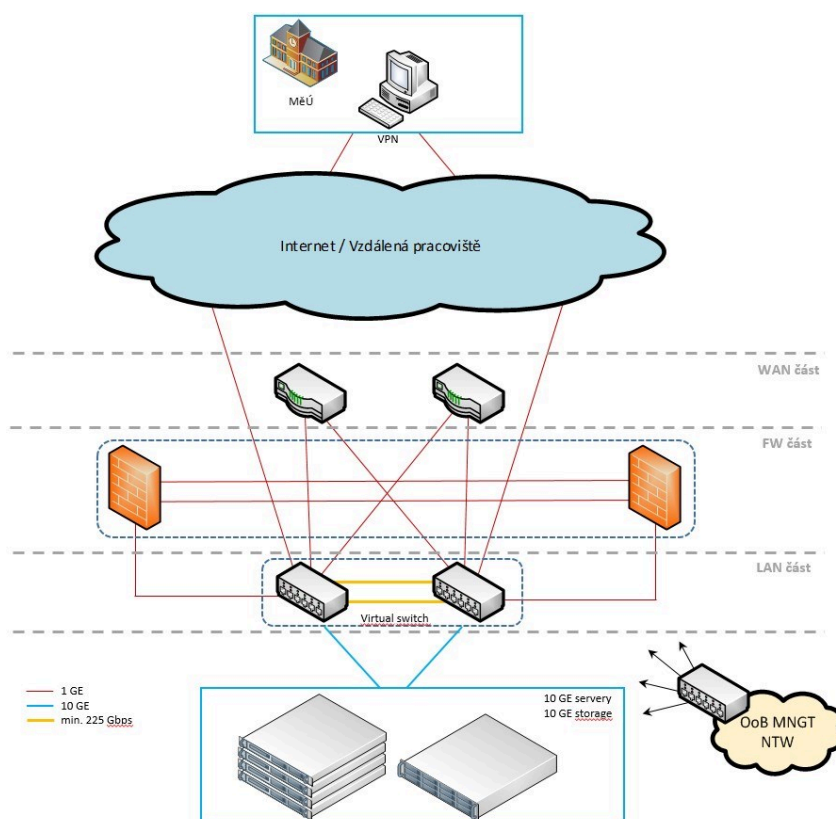 MěÚ
VPN
Internet / Vzdálená pracoviště
WAN část
FW část
LAN část
Virtual switch
1 GE
10 GE
min. 225 Gbps
10 GE servery
10 GE storage
OoB MNGT
NTW